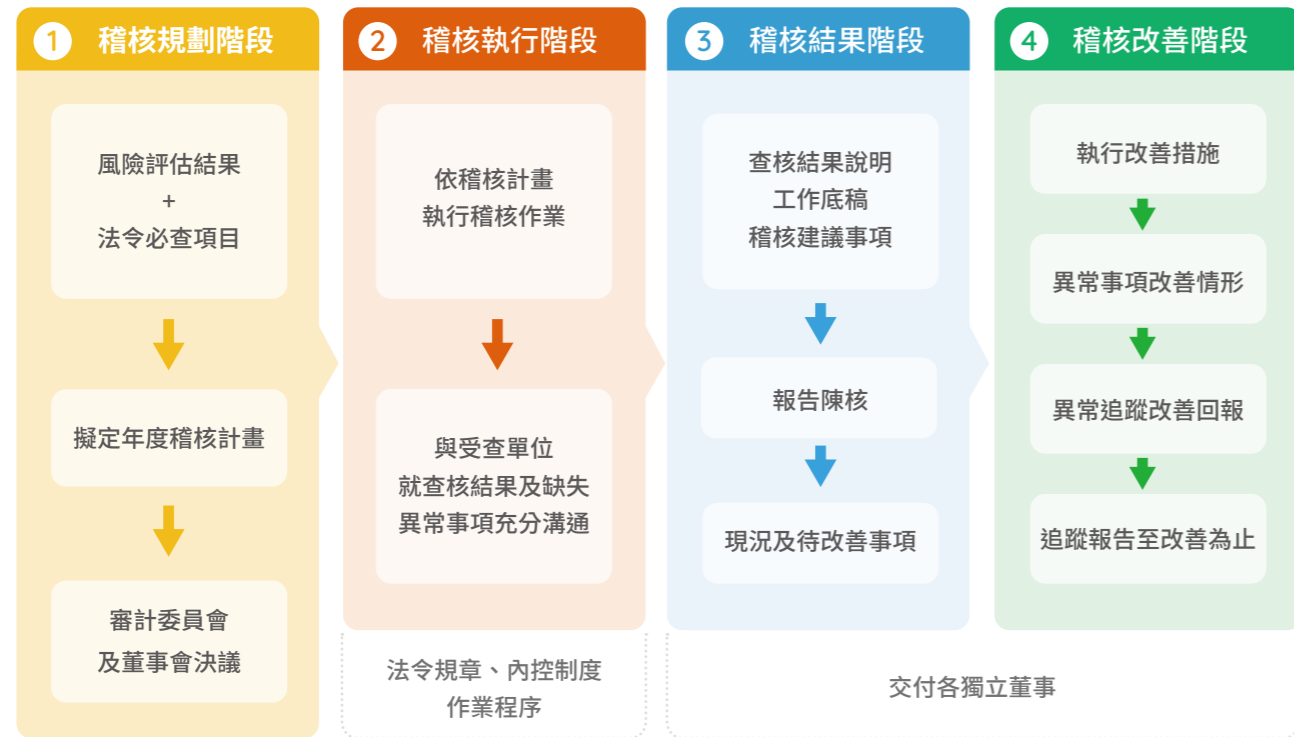 1 稽核規劃階段
風險評估結果
+
法令必查項目
擬定年度稽核計畫
審計委員會
及董事會決議
2 稽核執行階段
依稽核計畫
執行稽核作業
與受查單位
就查核結果及缺失
異常事項充分溝通
法令規章、內控制度
作業程序
3 稽核結果階段
查核結果說明
工作底稿
稽核建議事項
報告陳核
現況及待改善事項
4 稽核改善階段
執行改善措施
異常事項改善情形
異常追蹤改善回報
追蹤報告至改善為止
交付各獨立董事